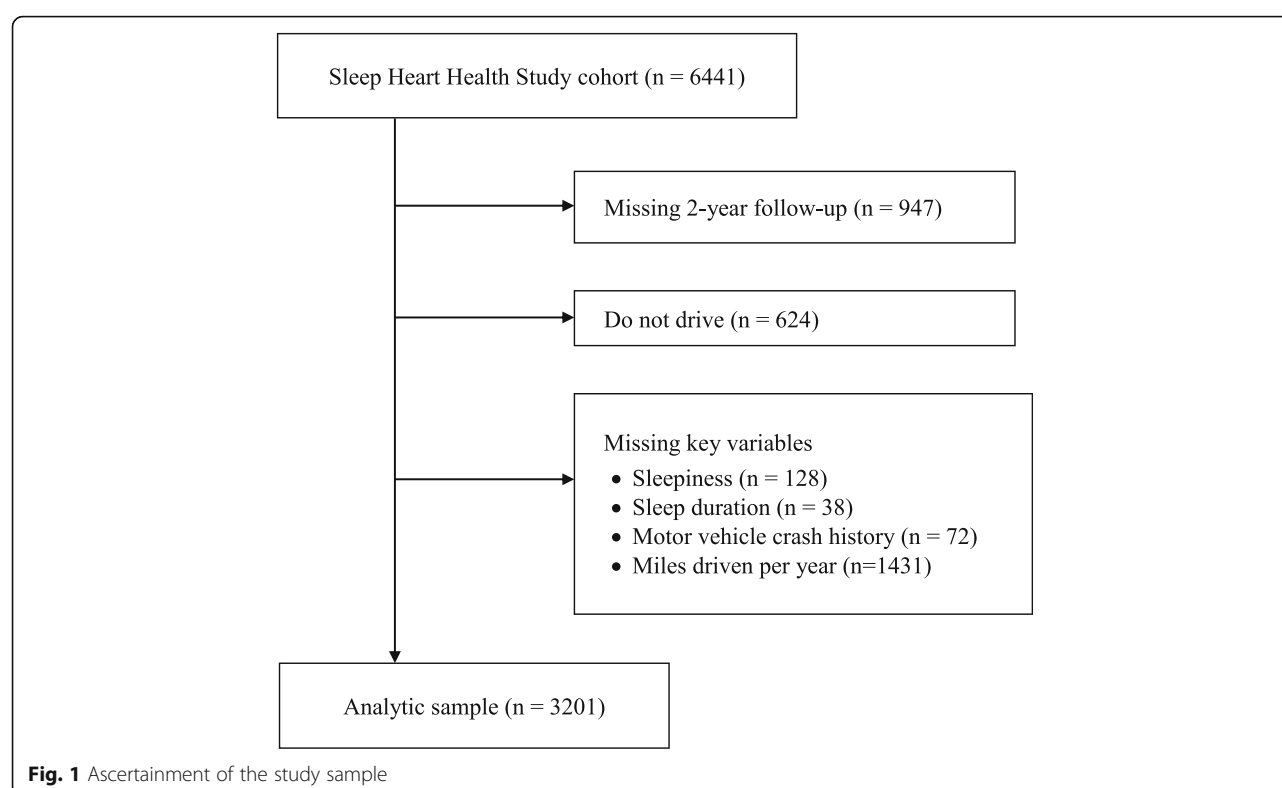 Sleep Heart Health Study cohort (n = 6441)
Missing 2-year follow-up (n = 947)
Do not drive (n = 624)
Missing key variables
• Sleepiness (n = 128)
• Sleep duration (n = 38)
• Motor vehicle crash history (n = 72)
• Miles driven per year (n=1431)
Analytic sample (n = 3201)
Fig. 1 Ascertainment of the study sample